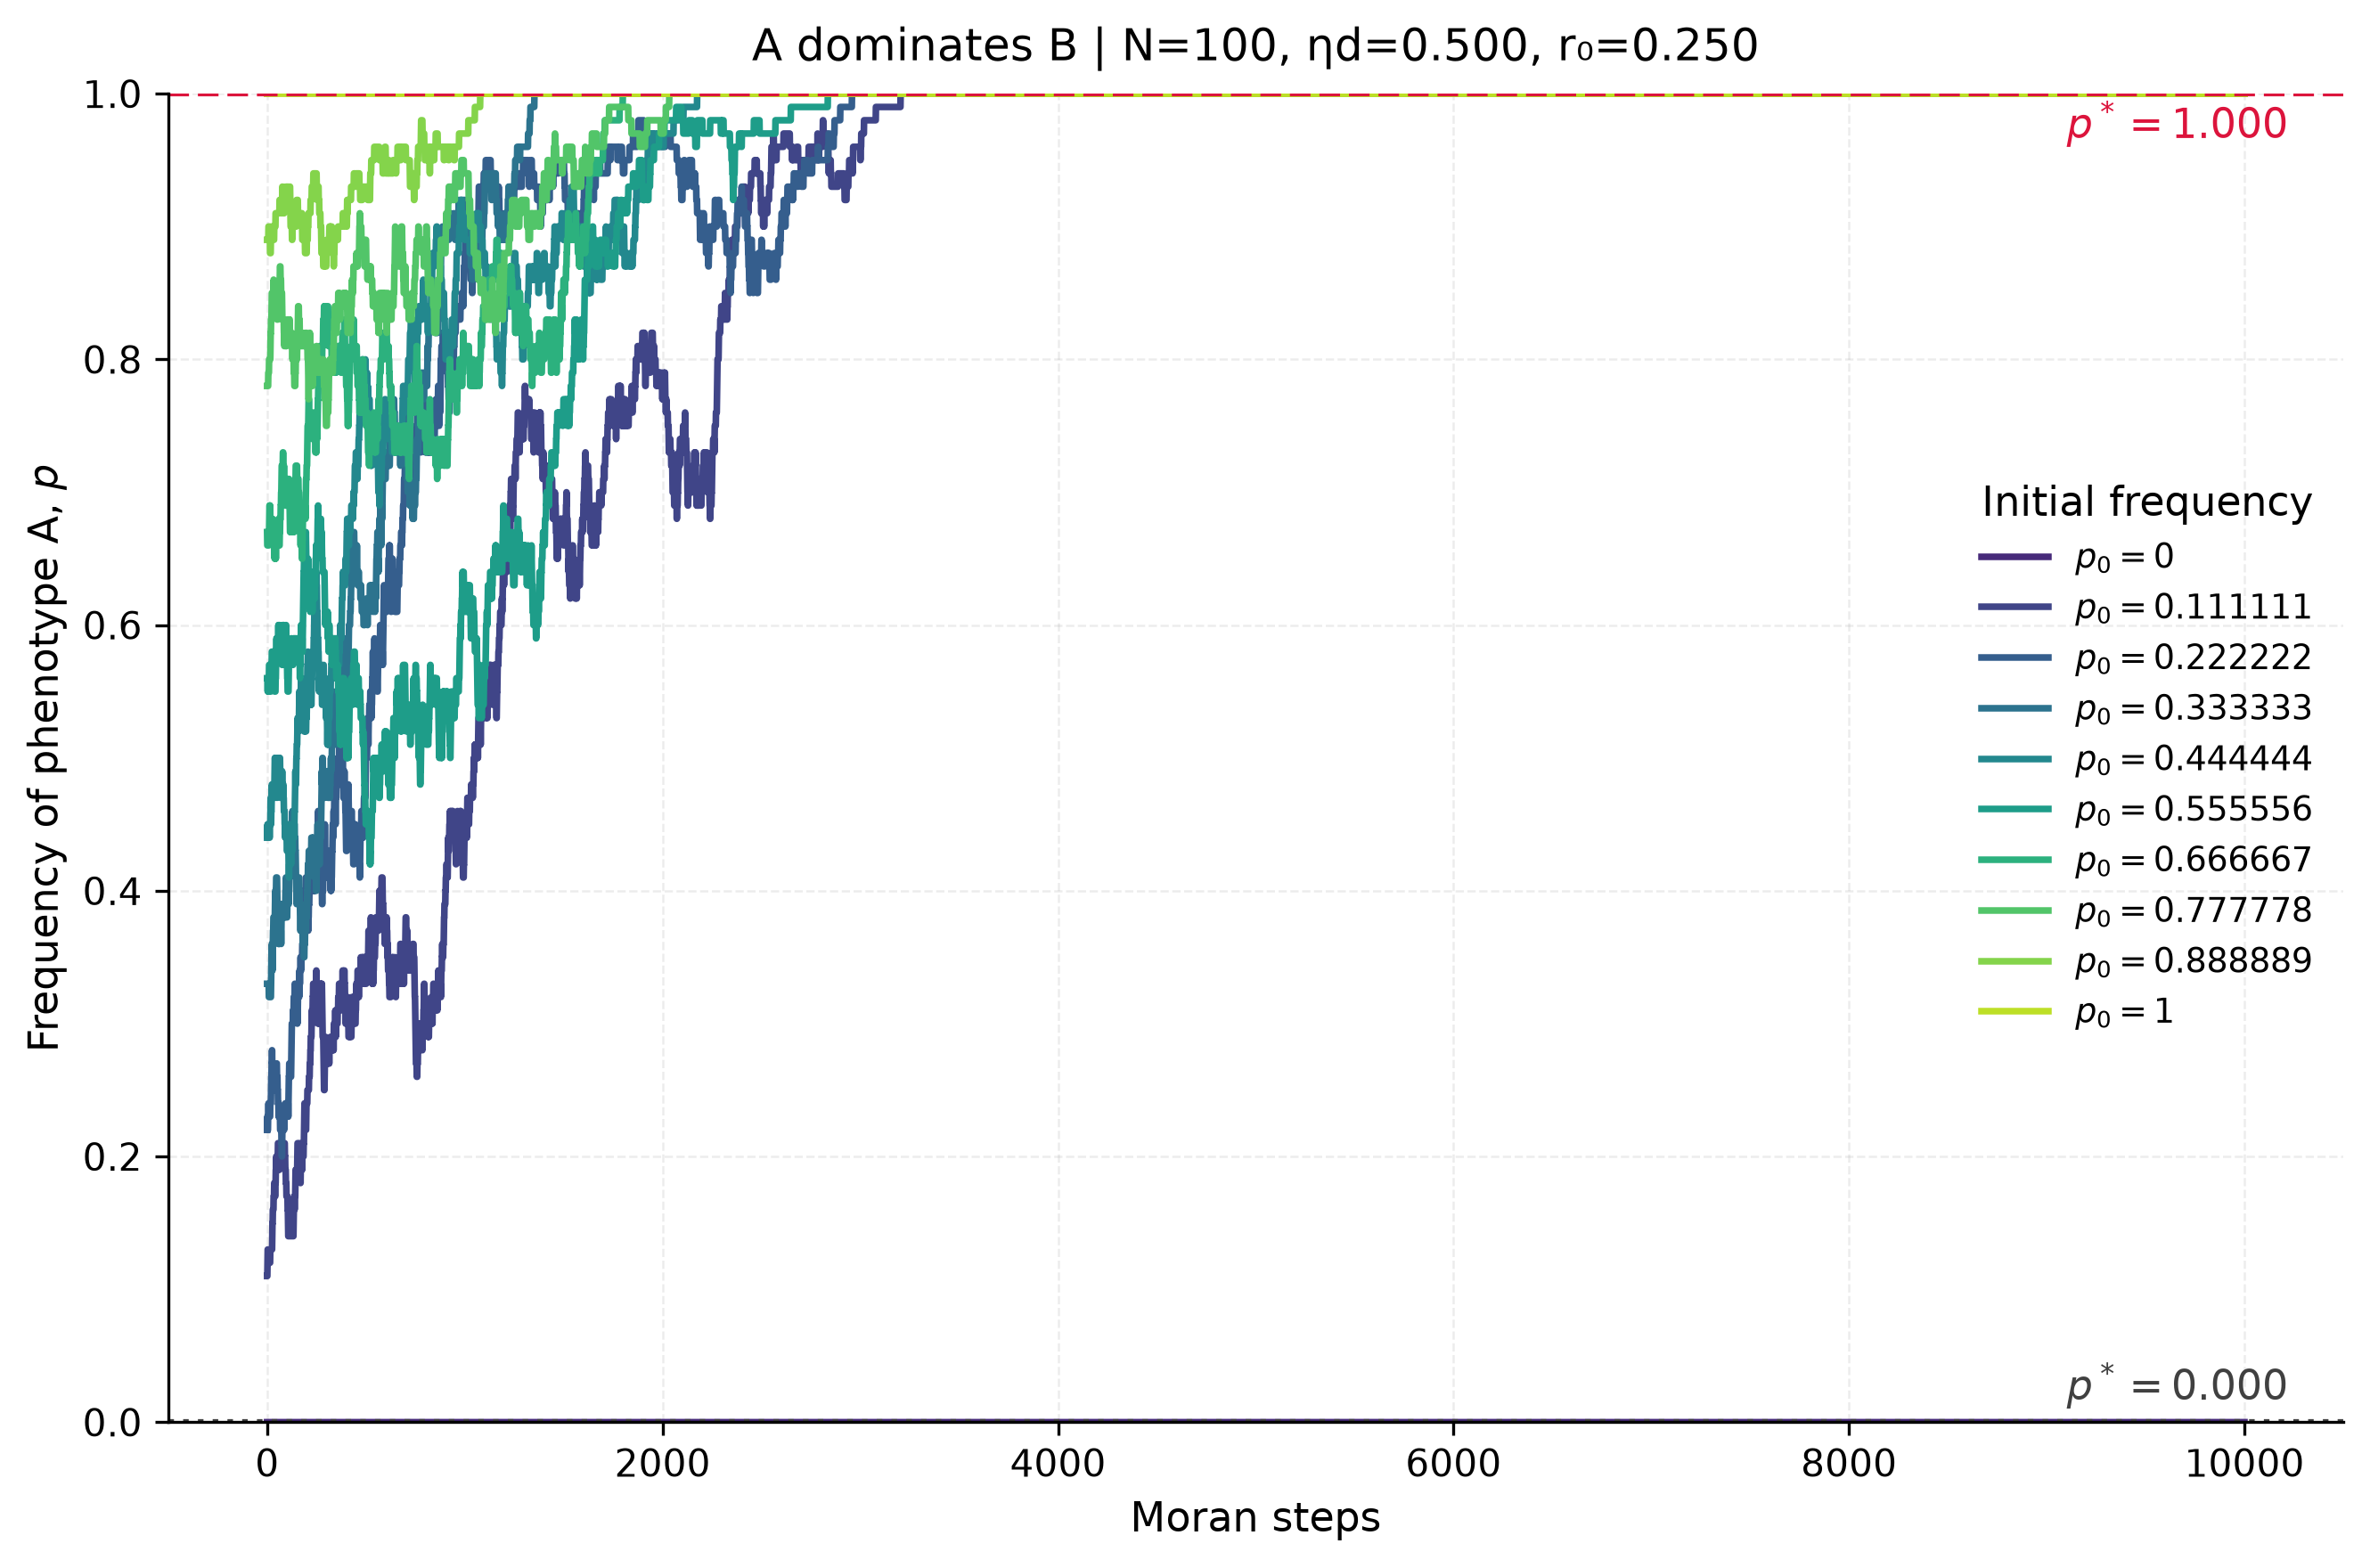 A dominates B | N=100, ηd=0.500, r₀=0.250
Frequency of phenotype A, p
1.0
0.8
0.6
0.4
0.2
0.0
p* = 1.000
Initial frequency
p₀ = 0
p₀ = 0.111111
p₀ = 0.222222
p₀ = 0.333333
p₀ = 0.444444
p₀ = 0.555556
p₀ = 0.666667
p₀ = 0.777778
p₀ = 0.888889
p₀ = 1
p* = 0.000
0 2000 4000 6000 8000 10000
Moran steps